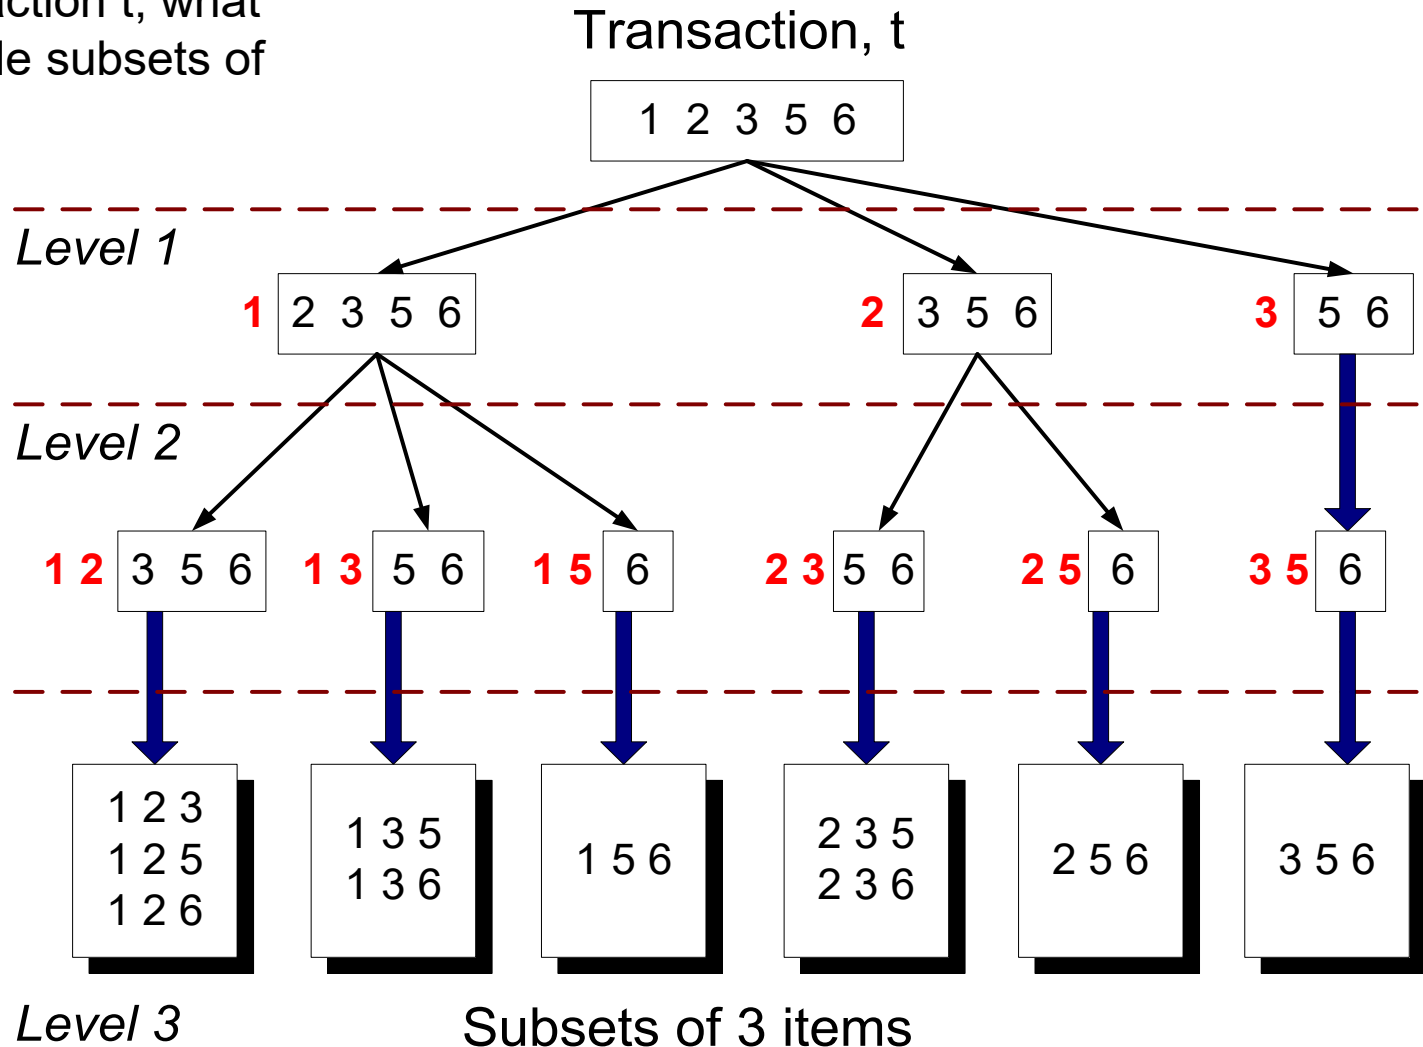 what
le subsets of
Transaction, t
1 2 3 5 6
Level 1
1 2 3 5 6
2 3 5 6
3 5 6
Level 2
1 2 3 5 6
1 3 5 6
1 5 6
2 3 5 6
2 5 6
3 5 6
1 2 3
1 2 5
1 2 6
1 3 5
1 3 6
1 5 6
2 3 5
2 3 6
2 5 6
3 5 6
Level 3
Subsets of 3 items